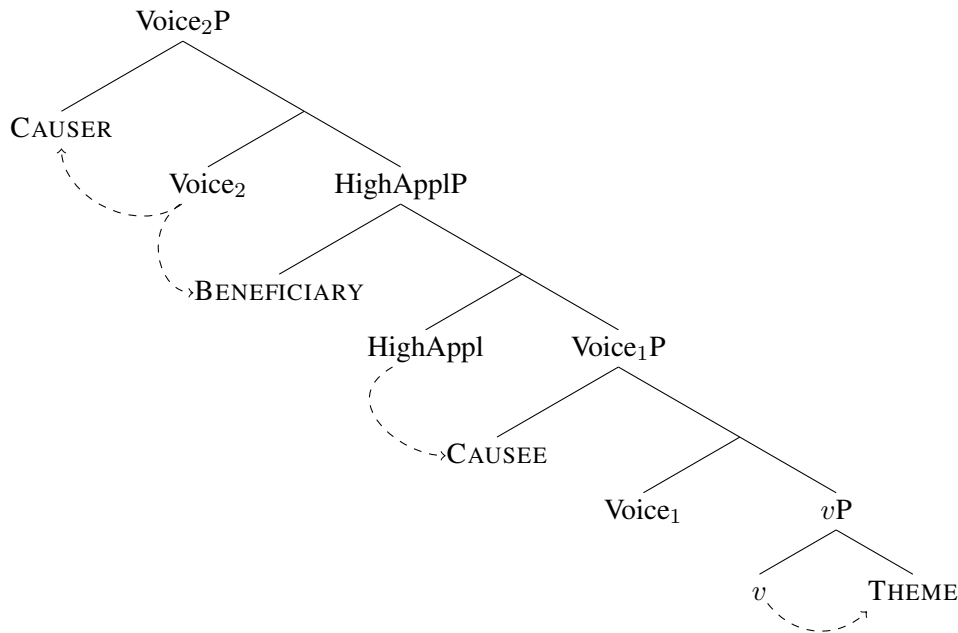 Voice₂P
CAUSER
Voice₂ HighApplP
BENEFICIARY
HighAppl Voice₁P
CAUSEE
Voice₁ vP
v THEME